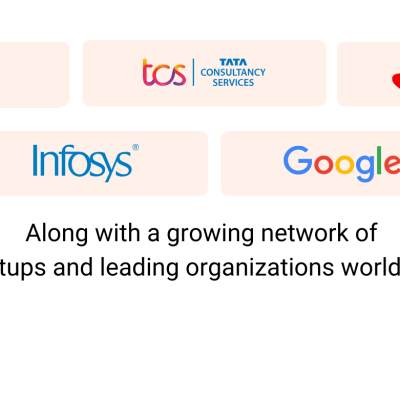 tcs TATA
CONSULTANCY
SERVICES
Infosys®
Google
Along with a growing network of
tups and leading organizations world